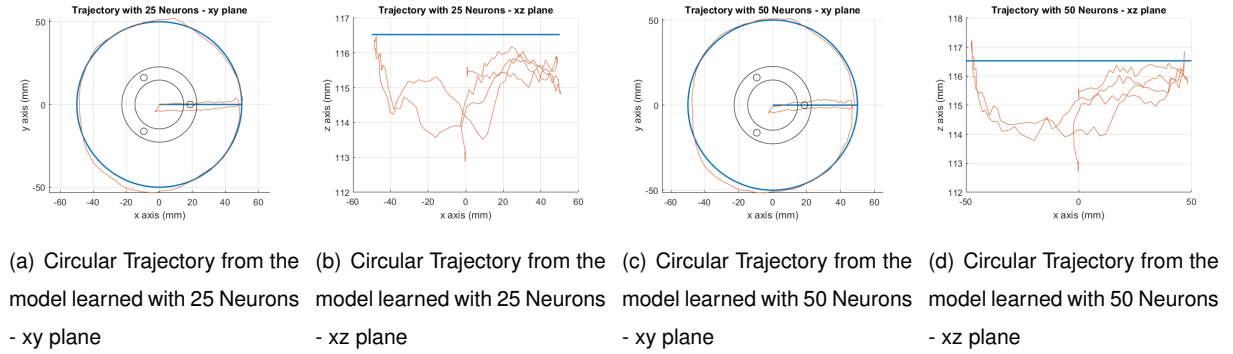 Trajectory with 25 Neurons - xy plane
50
0
-50
y axis (mm)
-60 -40 -20 0 20 40 60
x axis (mm)
Trajectory with 25 Neurons - xz plane
117
116
115
114
113
112
z axis (mm)
-60 -40 -20 0 20 40 60
x axis (mm)
Trajectory with 50 Neurons - xy plane
50
0
-50
y axis (mm)
-60 -40 -20 0 20 40 60
x axis (mm)
Trajectory with 50 Neurons - xz plane
118
117
116
115
114
113
112
z axis (mm)
-50 0 50
x axis (mm)
(a) Circular Trajectory from the
model learned with 25 Neurons
- xy plane
(b) Circular Trajectory from the
model learned with 25 Neurons
- xz plane
(c) Circular Trajectory from the
model learned with 50 Neurons
- xy plane
(d) Circular Trajectory from the
model learned with 50 Neurons
- xz plane